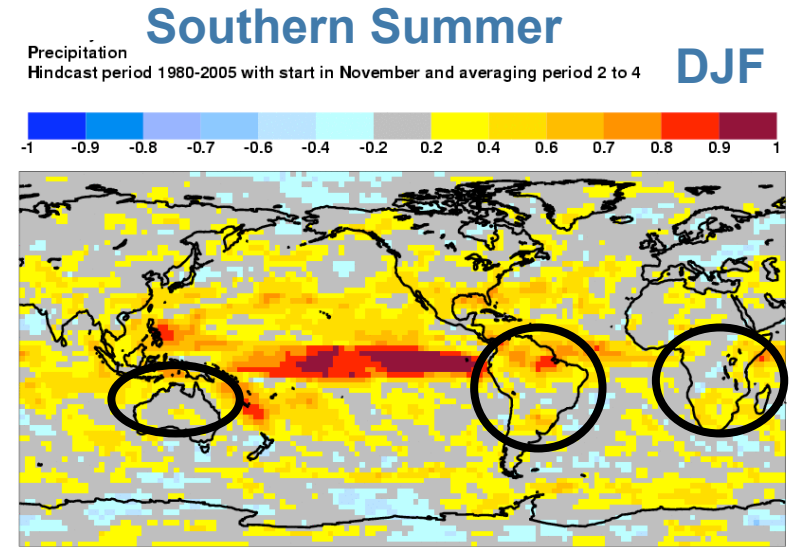 Southern Summer
Precipitation
Hindcast period 1980-2005 with start in November and averaging period 2 to 4
DJF
-1 -0.9 -0.8 -0.7 -0.6 -0.4 -0.2 0.2 0.4 0.6 0.7 0.8 0.9 1